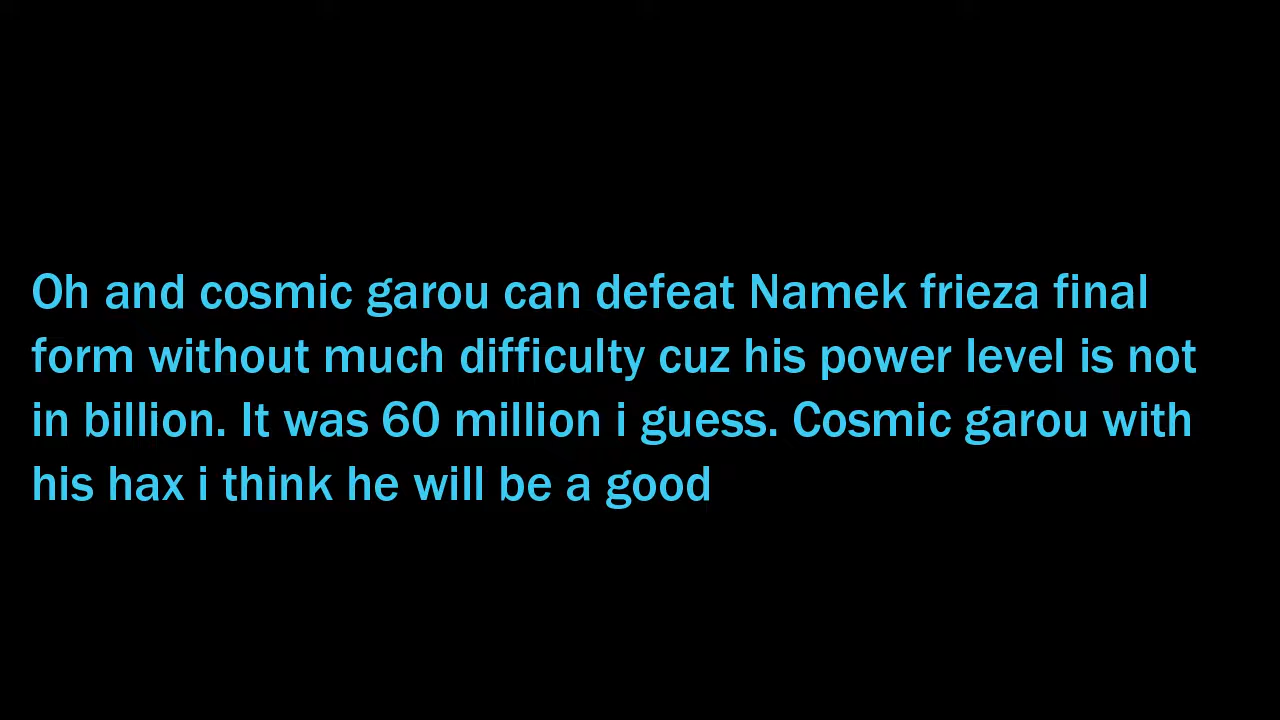 Oh and cosmic garou can defeat Namek frieza final
form without much difficulty cuz his power level is not
in billion. It was 60 million i guess. Cosmic garou with
his hax i think he will be a good